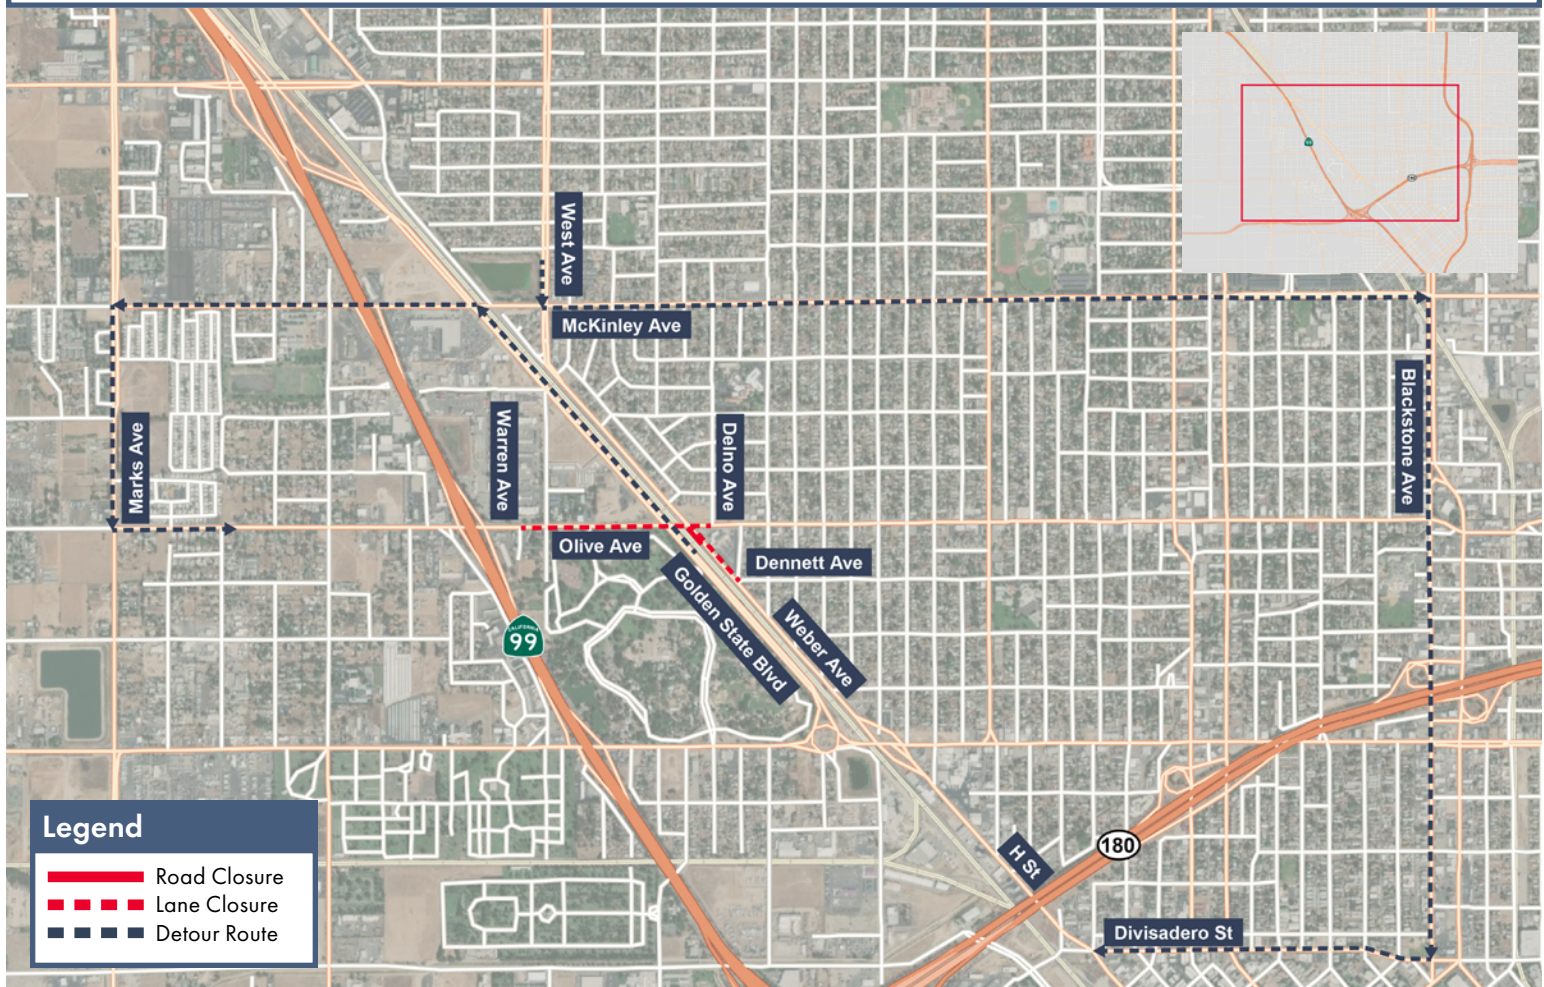 West Ave
McKinley Ave
Marks Ave
Warren Ave
Delno Ave
Blackstone Ave
Olive Ave
Dennett Ave
Golden State Blvd
Weber Ave
CALIFORNIA
99
180
H St
Divisadero St
Legend
Road Closure
Lane Closure
Detour Route